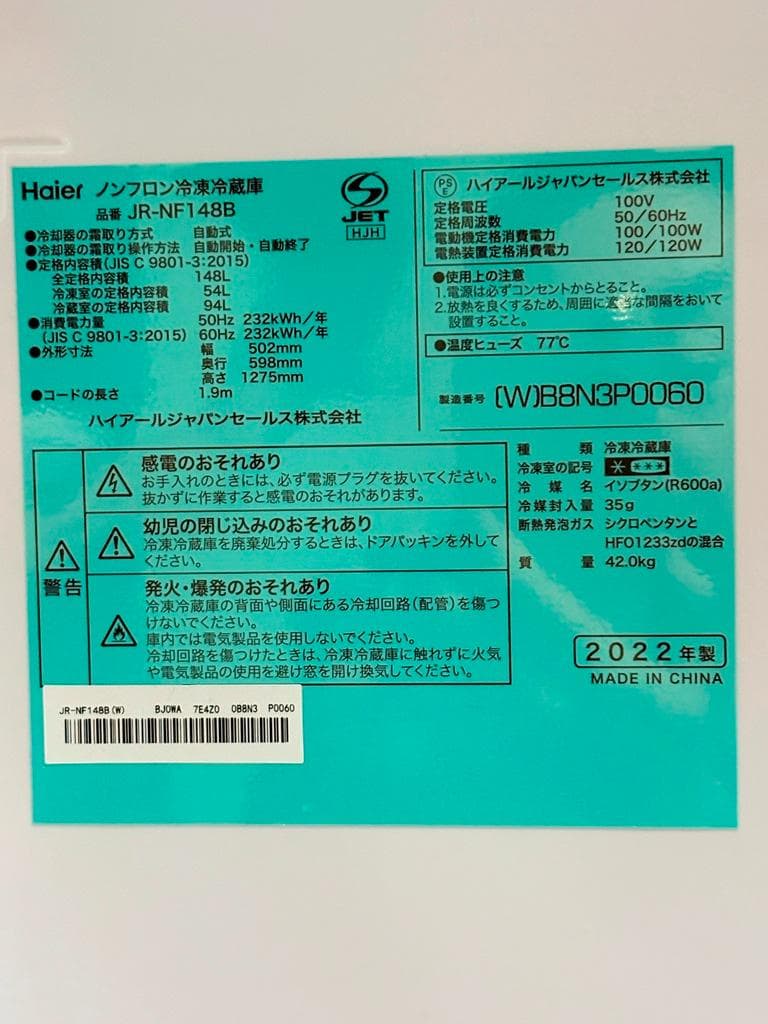 Haier ノンフロン冷凍冷蔵庫
品番 JR-NF148B
S
JET
HJH
●冷却器の霜取り方式 自動式
●冷却器の霜取り操作方法 自動開始・自動終了
●定格内容積(JIS C 9801-3:2015)
全定格内容積 148L
冷凍室の定格内容積 54L
冷蔵室の定格内容積 94L
●消費電力量 50Hz 232kWh/年
(JIS C 9801-3:2015) 60Hz 232kWh/年
●外形寸法 幅 502mm
奥行 598mm
高さ 1275mm
●コードの長さ 1.9m
ハイアールジャパンセールス株式会社
PS
E
ハイアールジャパンセールス株式会社
定格電圧 100V
定格周波数 50/60Hz
電動機定格消費電力 100/100W
電熱装置定格消費電力 120/120W
●使用上の注意
1.電源は必ずコンセントからとること。
2.放熱を良くするため、周囲に適当な間隔をおいて
設置すること。
●温度ヒューズ 77℃
製造番号 (W)B8N3P0060
警告
感電のおそれあり
お手入れのときには、必ず電源プラグを抜いてください。
抜かずに作業すると感電のおそれがあります。
幼児の閉じ込めのおそれあり
冷凍冷蔵庫を廃棄処分するときは、ドアパッキンを外して
ください。
発火・爆発のおそれあり
冷凍冷蔵庫の背面や側面にある冷却回路(配管)を傷つ
けないでください。
庫内では電気製品を使用しないでください。
冷却回路を傷つけたときは、冷凍冷蔵庫に触れずに火気
や電気製品の使用を避け窓を開け換気してください。
種類 冷凍冷蔵庫
冷凍室の記号 * ***
冷媒名 イソブタン(R600a)
冷媒封入量 35g
断熱発泡ガス シクロペンタンと
HFO1233zdの混合
質量 42.0kg
2022年製
MADE IN CHINA
JR-NF148B(W) BJ0WA 7E4Z0 0B8N3 P0060